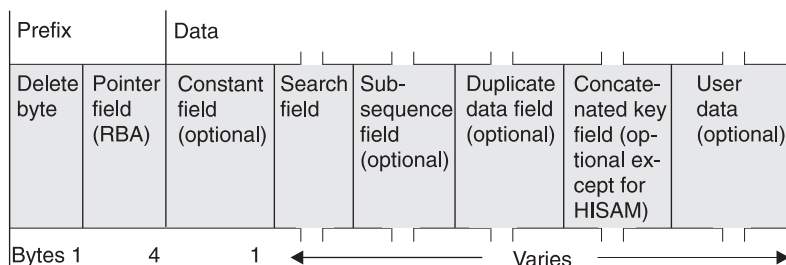 Prefix
Data
Delete
byte
Pointer
field
(RBA)
Constant
field
(optional)
Search
field
Sub-
sequence
field
(optional)
Duplicate
data field
(optional)
Concate-
nated key
field (op-
tional ex-
cept for
HISAM)
User
data
(optional)
Bytes 1 4 1 Varies